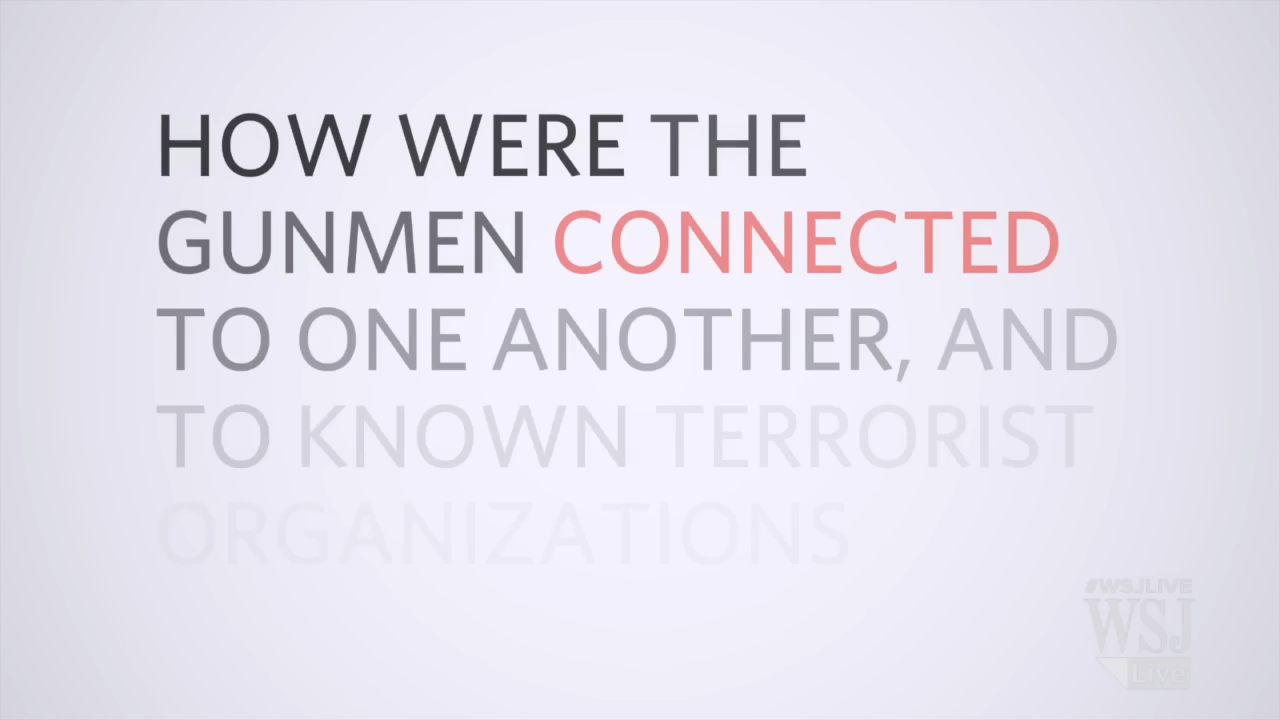 HOW WERE THE
GUNMEN CONNECTED
TO ONE ANOTHER, AND
TO KNOWN TERRORIST
ORGANIZATIONS
#WSJLIVE
WSJ
Live